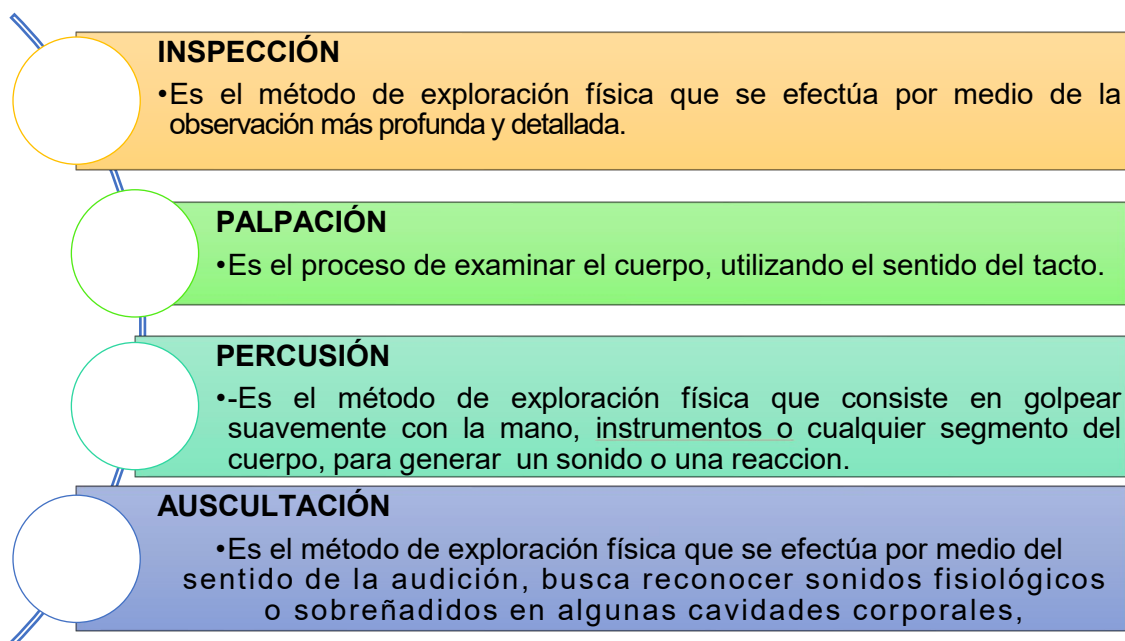 INSPECCIÓN
•Es el método de exploración física que se efectúa por medio de la
observación más profunda y detallada.
PALPACIÓN
•Es el proceso de examinar el cuerpo, utilizando el sentido del tacto.
PERCUSIÓN
•-Es el método de exploración física que consiste en golpear
suavemente con la mano, instrumentos o cualquier segmento del
cuerpo, para generar un sonido o una reaccion.
AUSCULTACIÓN
•Es el método de exploración física que se efectúa por medio del
sentido de la audición, busca reconocer sonidos fisiológicos
o sobreñadidos en algunas cavidades corporales,